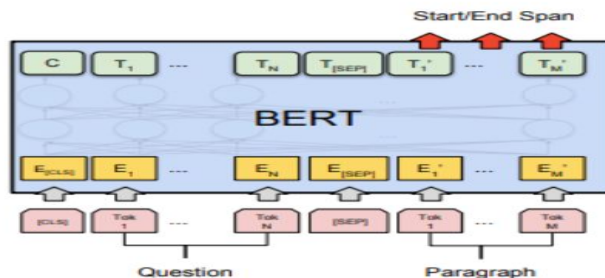 Start/End Span
C T1 ... TN T[SEP] T1' ... TM'
BERT
E[CLS] E1 ... EN E[SEP] E1' ... EM'
[CLS] Tok 1 ... Tok N [SEP] Tok 1 ... Tok M
Question Paragraph